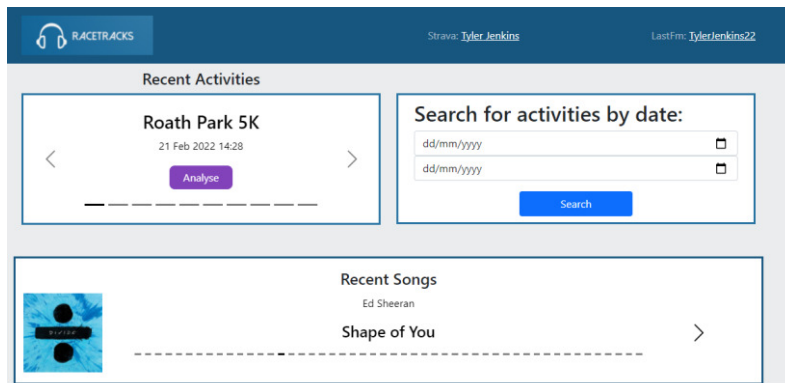 RACETRACKS
Strava: Tyler Jenkins
LastFm: TylerJenkins22
Recent Activities
Roath Park 5K
21 Feb 2022 14:28
Analyse
Search for activities by date:
dd/mm/yyyy
dd/mm/yyyy
Search
Recent Songs
Ed Sheeran
Shape of You